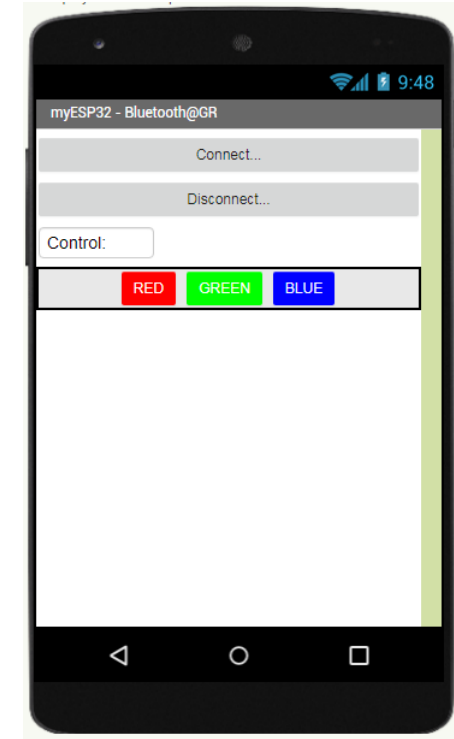 9:48
myESP32 - Bluetooth@GR
Connect...
Disconnect...
Control:
RED GREEN BLUE